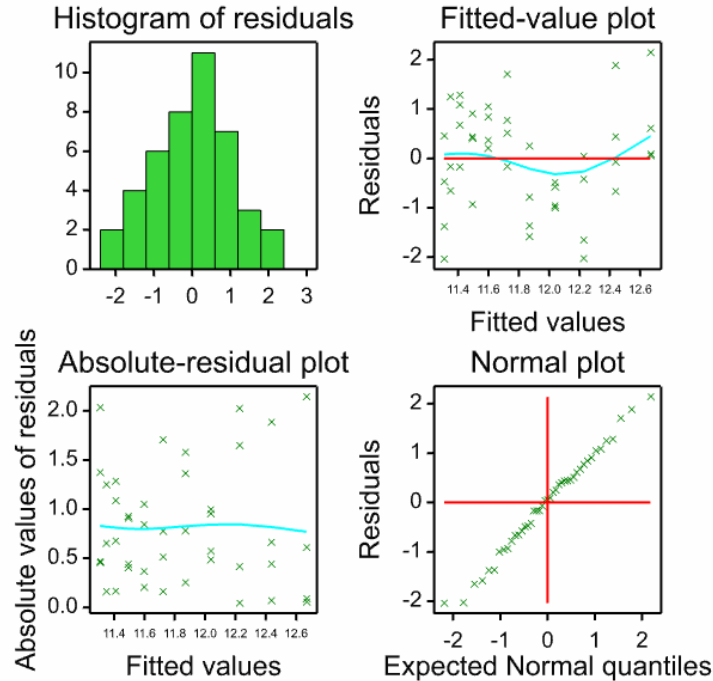 Histogram of residuals
10
8
6
4
2
0
-2 -1 0 1 2 3
Fitted-value plot
Residuals
2
1
0
-1
-2
11.4 11.6 11.8 12.0 12.2 12.4 12.6
Fitted values
Absolute-residual plot
Absolute values of residuals
2.0
1.5
1.0
0.5
0.0
11.4 11.6 11.8 12.0 12.2 12.4 12.6
Fitted values
Normal plot
Residuals
2
1
0
-1
-2
-2 -1 0 1 2
Expected Normal quantiles